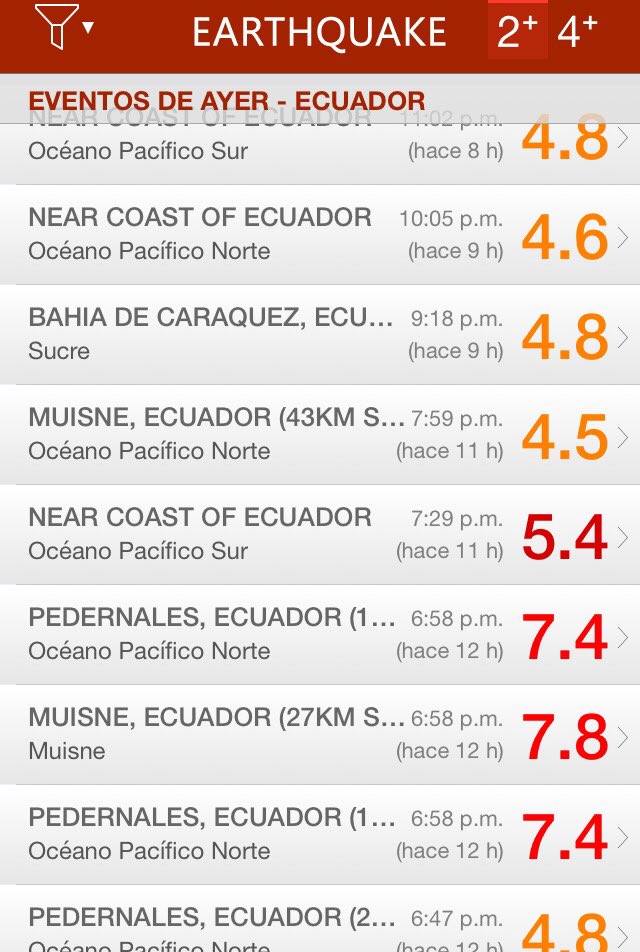 EARTHQUAKE 2+ 4+
EVENTOS DE AYER - ECUADOR
NEAR COAST OF ECUADOR 11:02 p.m.
Océano Pacífico Sur (hace 8 h) 4.8
NEAR COAST OF ECUADOR 10:05 p.m.
Océano Pacífico Norte (hace 9 h) 4.6
BAHIA DE CARAQUEZ, ECU... 9:18 p.m.
Sucre (hace 9 h) 4.8
MUISNE, ECUADOR (43KM S... 7:59 p.m.
Océano Pacífico Norte (hace 11 h) 4.5
NEAR COAST OF ECUADOR 7:29 p.m.
Océano Pacífico Sur (hace 11 h) 5.4
PEDERNALES, ECUADOR (1... 6:58 p.m.
Océano Pacífico Norte (hace 12 h) 7.4
MUISNE, ECUADOR (27KM S... 6:58 p.m.
Muisne (hace 12 h) 7.8
PEDERNALES, ECUADOR (1... 6:58 p.m.
Océano Pacífico Norte (hace 12 h) 7.4
PEDERNALES, ECUADOR (2... 6:47 p.m.
Océano Pacífico Norte (hace 12 h) 4.8